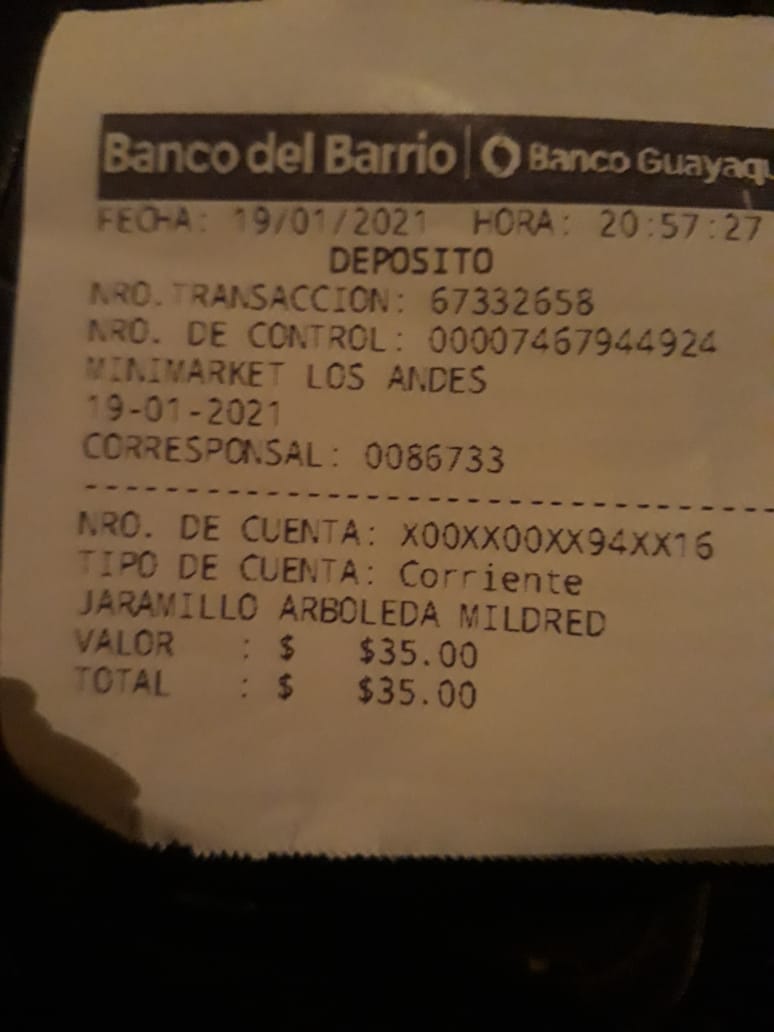 Banco del Barrio | Banco Guayaqu
FECHA: 19/01/2021 HORA: 20:57:27
DEPOSITO
NRO.TRANSACCION: 67332658
NRO. DE CONTROL: 00007467944924
MINIMARKET LOS ANDES
19-01-2021
CORRESPONSAL: 0086733
--------------------------------------
NRO. DE CUENTA: X00XX00XX94XX16
TIPO DE CUENTA: Corriente
JARAMILLO ARBOLEDA MILDRED
VALOR : $ $35.00
TOTAL : $ $35.00